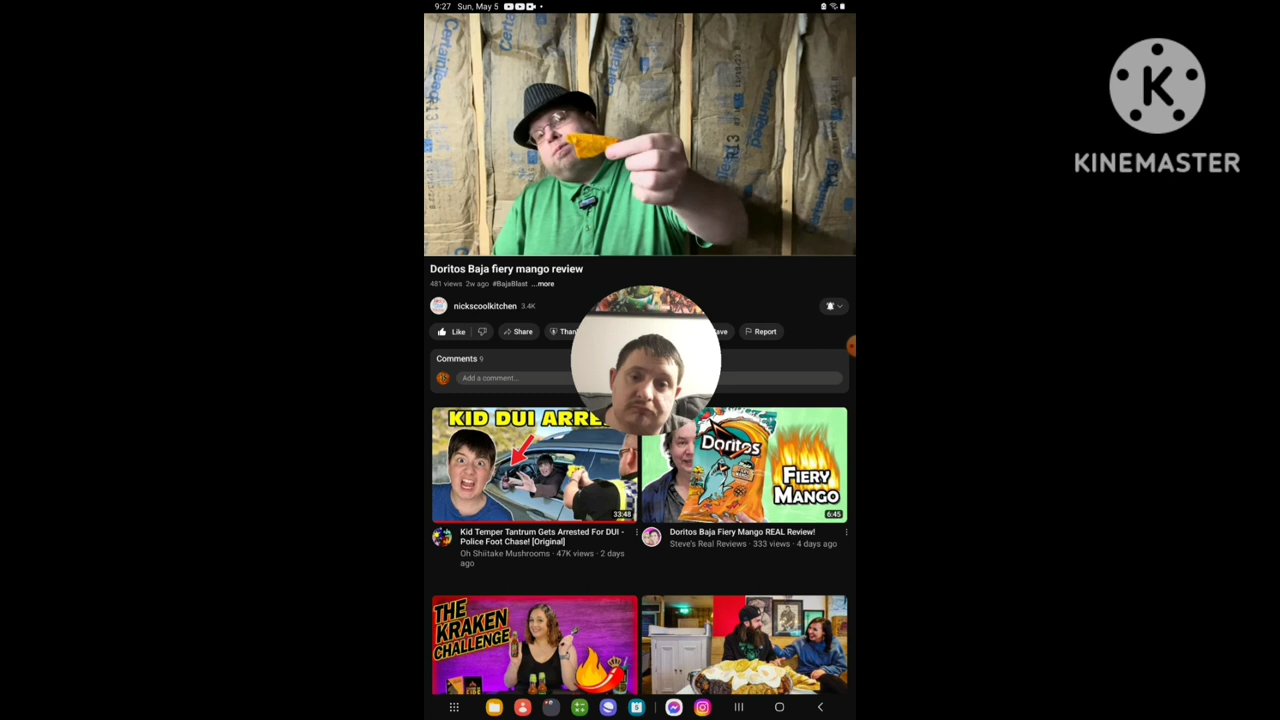 9:27 Sun, May 5
CertainTeed
R13
KINEMASTER
Doritos Baja fiery mango review
481 views 2w ago #BajaBlast ...more
nickscoolkitchen 3.4K
Like
Share
Report
Comments 9
Add a comment...
KID DUI ARRE
33:48
Doritos
FIERY
MANGO
6:45
Kid Temper Tantrum Gets Arrested For DUI -
Police Foot Chase! [Original]
Oh Shiitake Mushrooms · 47K views · 2 days
ago
Doritos Baja Fiery Mango REAL Review!
Steve's Real Reviews · 333 views · 4 days ago
THE
KRAKEN
CHALLENGE